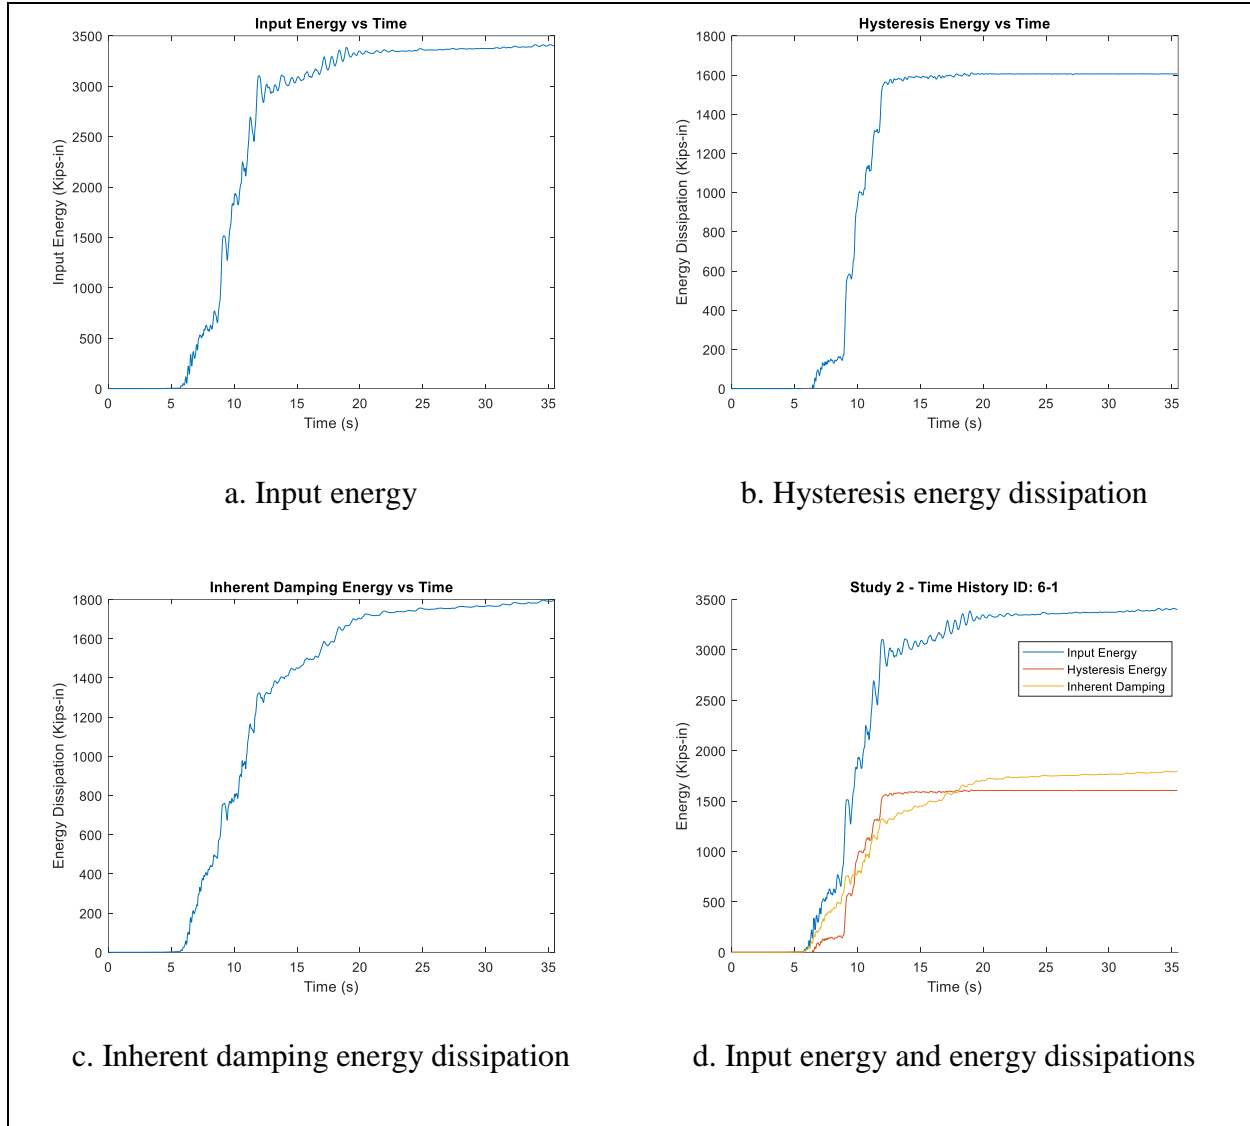 Input Energy vs Time
3500
3000
2500
2000
1500
1000
500
0
Input Energy (Kips-in)
0 5 10 15 20 25 30 35
Time (s)
a. Input energy
Hysteresis Energy vs Time
1800
1600
1400
1200
1000
800
600
400
200
0
Energy Dissipation (Kips-in)
0 5 10 15 20 25 30 35
Time (s)
b. Hysteresis energy dissipation
Inherent Damping Energy vs Time
1800
1600
1400
1200
1000
800
600
400
200
0
Energy Dissipation (Kips-in)
0 5 10 15 20 25 30 35
Time (s)
c. Inherent damping energy dissipation
Study 2 - Time History ID: 6-1
3500
3000
2500
2000
1500
1000
500
0
Energy (Kips-in)
Input Energy
Hysteresis Energy
Inherent Damping
0 5 10 15 20 25 30 35
Time (s)
d. Input energy and energy dissipations